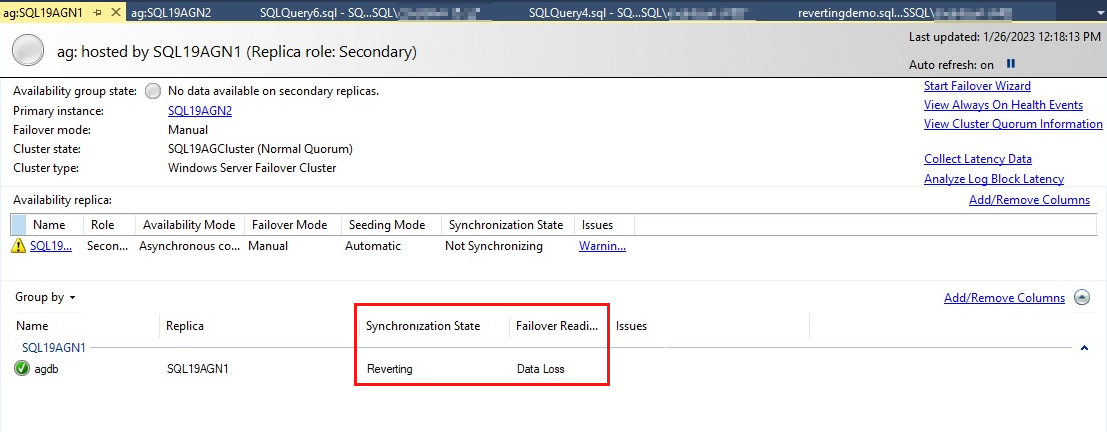 ag:SQL19AGN1 ag:SQL19AGN2 SQLQuery6.sql - SQ...SQL\ SQLQuery4.sql - SQ...SQL\ revertingdemo.sql...SSQL\
ag: hosted by SQL19AGN1 (Replica role: Secondary)
Last updated: 1/26/2023 12:18:13 PM
Auto refresh: on
Availability group state: No data available on secondary replicas.
Primary instance: SQL19AGN2
Failover mode: Manual
Cluster state: SQL19AGCluster (Normal Quorum)
Cluster type: Windows Server Failover Cluster
Start Failover Wizard
View Always On Health Events
View Cluster Quorum Information
Collect Latency Data
Analyze Log Block Latency
Availability replica: Add/Remove Columns
Name Role Availability Mode Failover Mode Seeding Mode Synchronization State Issues
SQL19... Secon... Asynchronous co... Manual Automatic Not Synchronizing Warnin...
Group by Add/Remove Columns
Name Replica Synchronization State Failover Readi... Issues
SQL19AGN1
agdb SQL19AGN1 Reverting Data Loss